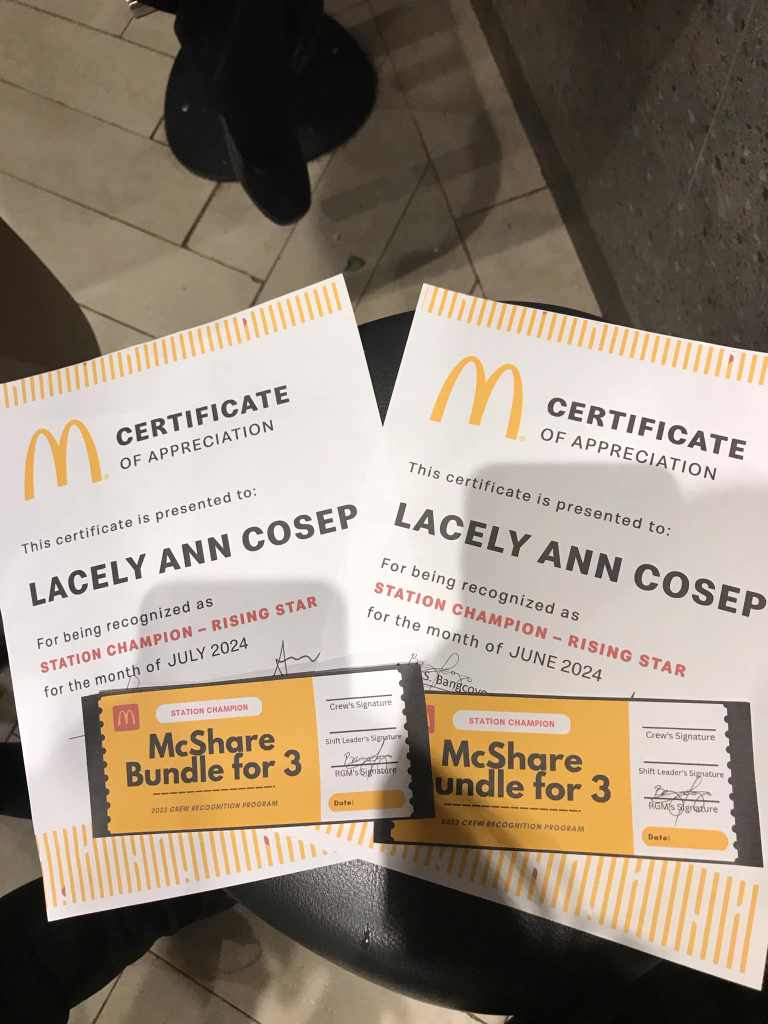 CERTIFICATE
OF APPRECIATION
This certificate is presented to:
LACELY ANN COSEP
For being recognized as
STATION CHAMPION – RISING STAR
for the month of JULY 2024
STATION CHAMPION
McShare
Bundle for 3
2023 CREW RECOGNITION PROGRAM
Crew's Signature
Shift Leader's Signature
RGM's Signature
Date:
CERTIFICATE
OF APPRECIATION
This certificate is presented to:
LACELY ANN COSEP
For being recognized as
STATION CHAMPION – RISING STAR
for the month of JUNE 2024
S. Bangcoyo
STATION CHAMPION
McShare
undle for 3
2023 CREW RECOGNITION PROGRAM
Crew's Signature
Shift Leader's Signature
RGM's Signature
Date: